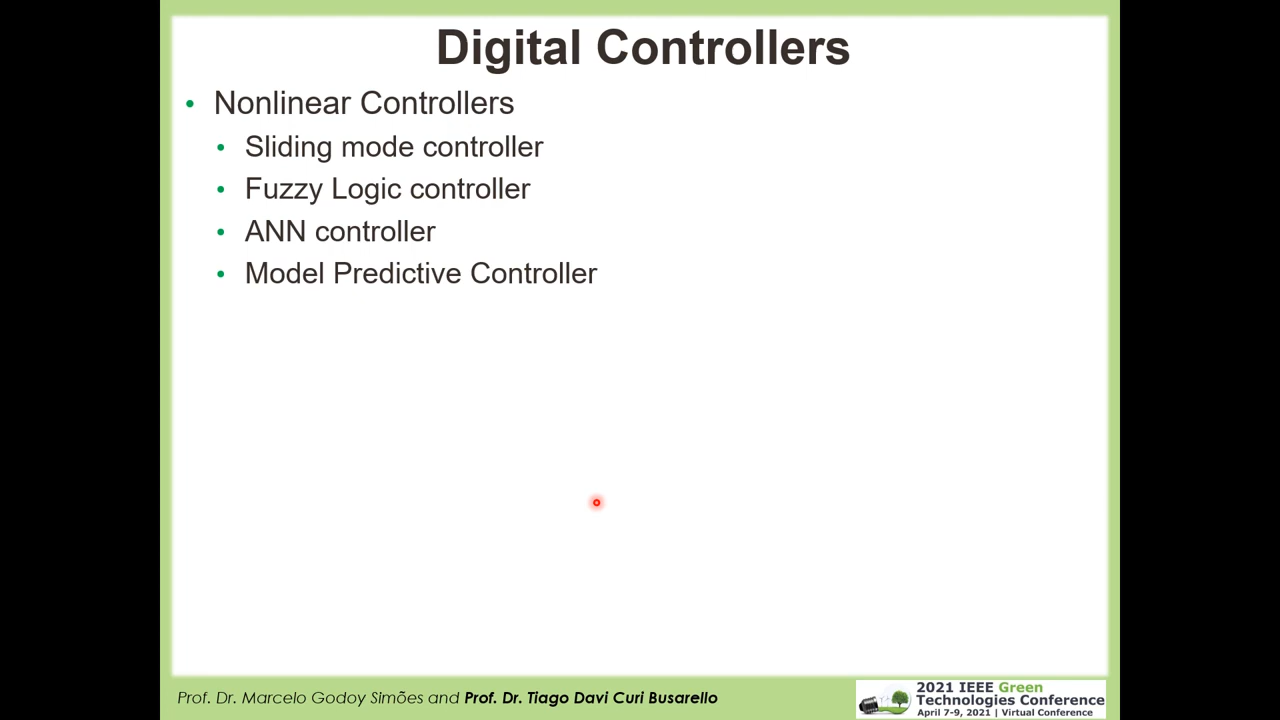 Digital Controllers
• Nonlinear Controllers
• Sliding mode controller
• Fuzzy Logic controller
• ANN controller
• Model Predictive Controller
Prof. Dr. Marcelo Godoy Simões and Prof. Dr. Tiago Davi Curi Busarello
2021 IEEE Green
Technologies Conference
April 7-9, 2021 | Virtual Conference